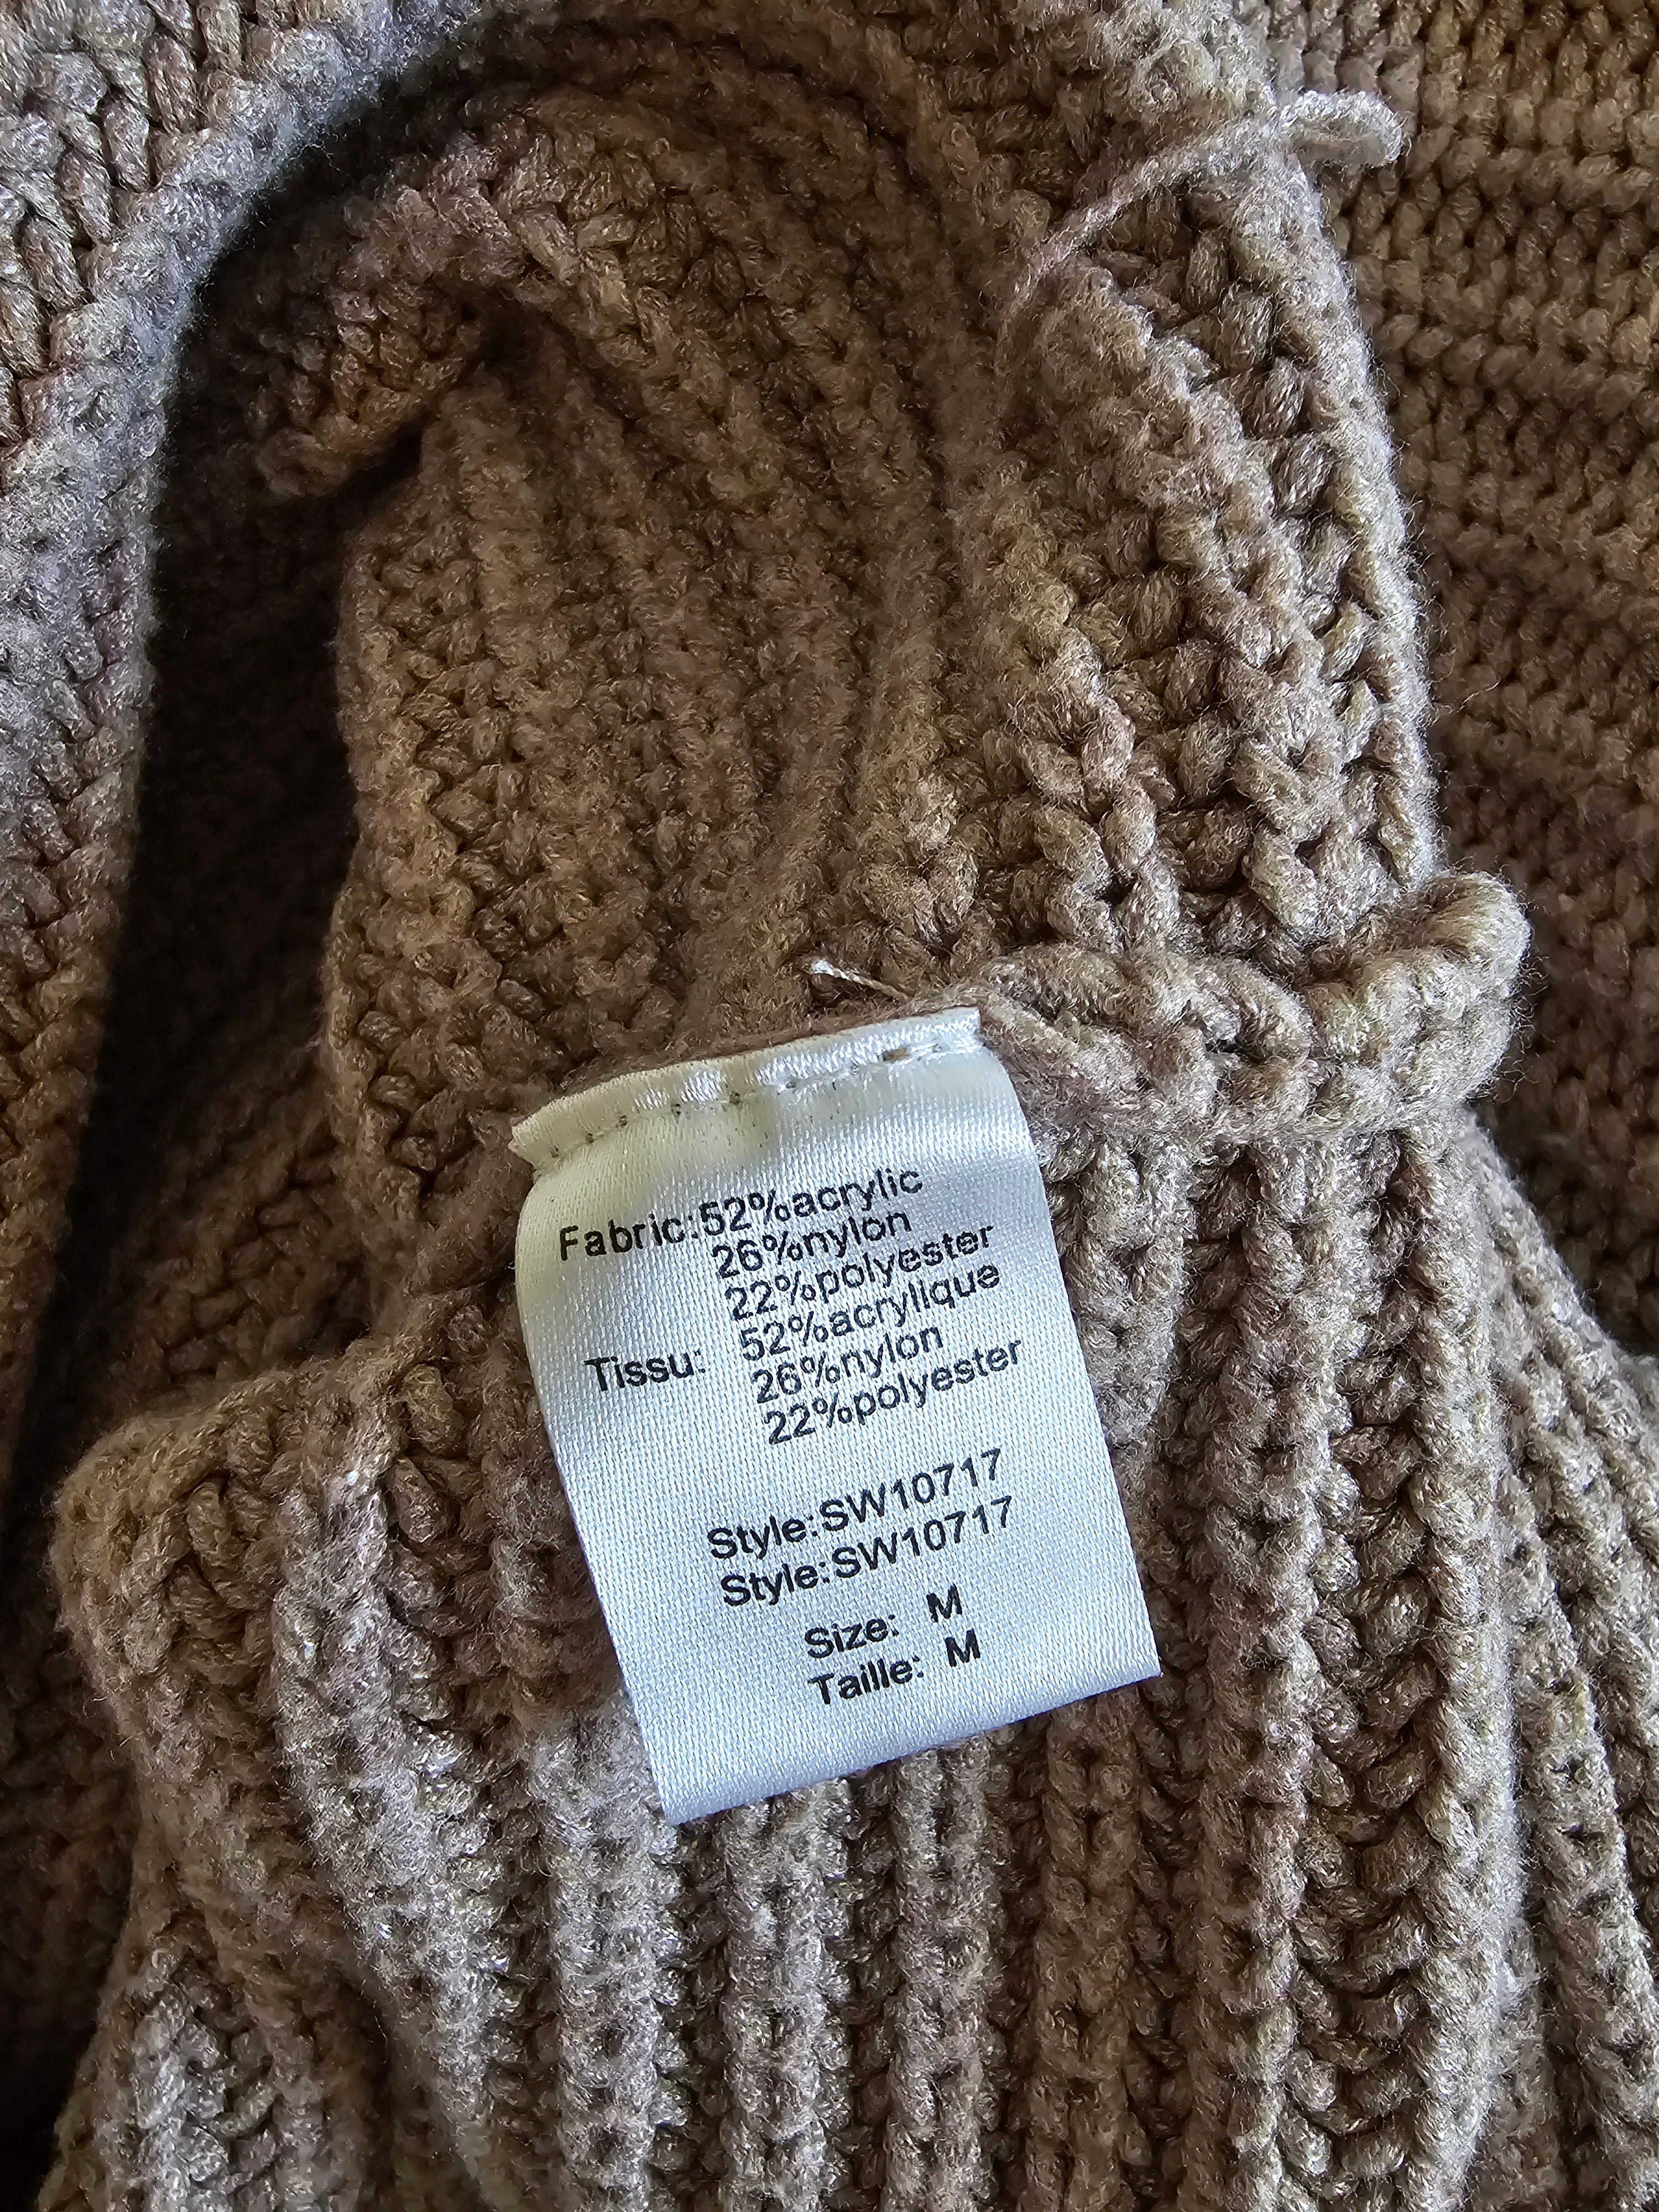 Fabric:52%acrylic
26%nylon
22%polyester
Tissu: 52%acrylique
26%nylon
22%polyester
Style:SW10717
Style:SW10717
Size: M
Taille: M